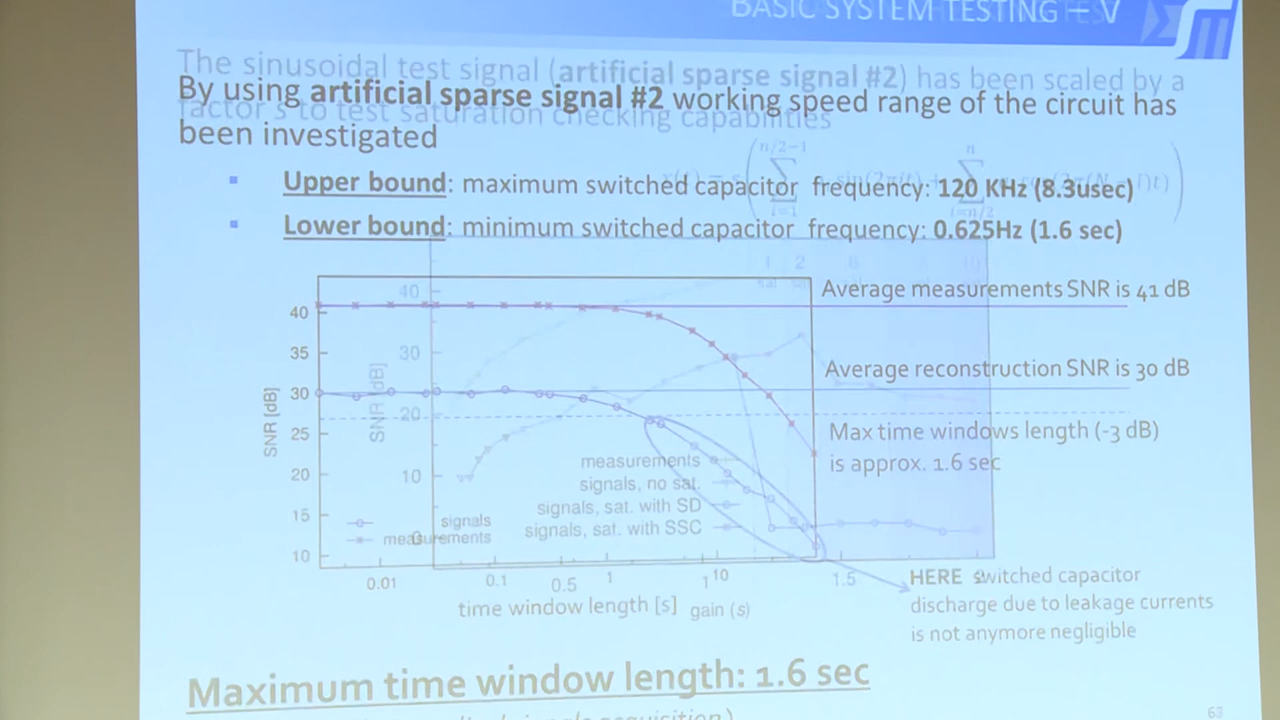 BASIC SYSTEM TESTING – V
The sinusoidal test signal (artificial sparse signal #2) has been scaled by a
factor s to test saturation checking capabilities
By using artificial sparse signal #2 working speed range of the circuit has
been investigated
Upper bound: maximum switched capacitor frequency: 120 KHz (8.3usec)
Lower bound: minimum switched capacitor frequency: 0.625Hz (1.6 sec)
n/2−1
n
i=1
i=n/2
Average measurements SNR is 41 dB
Average reconstruction SNR is 30 dB
Max time windows length (-3 dB)
is approx. 1.6 sec
SNR [dB]
40
35
30
25
20
15
10
signals
measurements
0.01
0.1
1
10
time window length [s]
SNR [dB]
40
30
20
10
measurements
signals, no sat.
signals, sat. with SD
signals, sat. with SSC
0.5
1
1.5
2
gain (s)
HERE switched capacitor
discharge due to leakage currents
is not anymore negligible
Maximum time window length: 1.6 sec
63